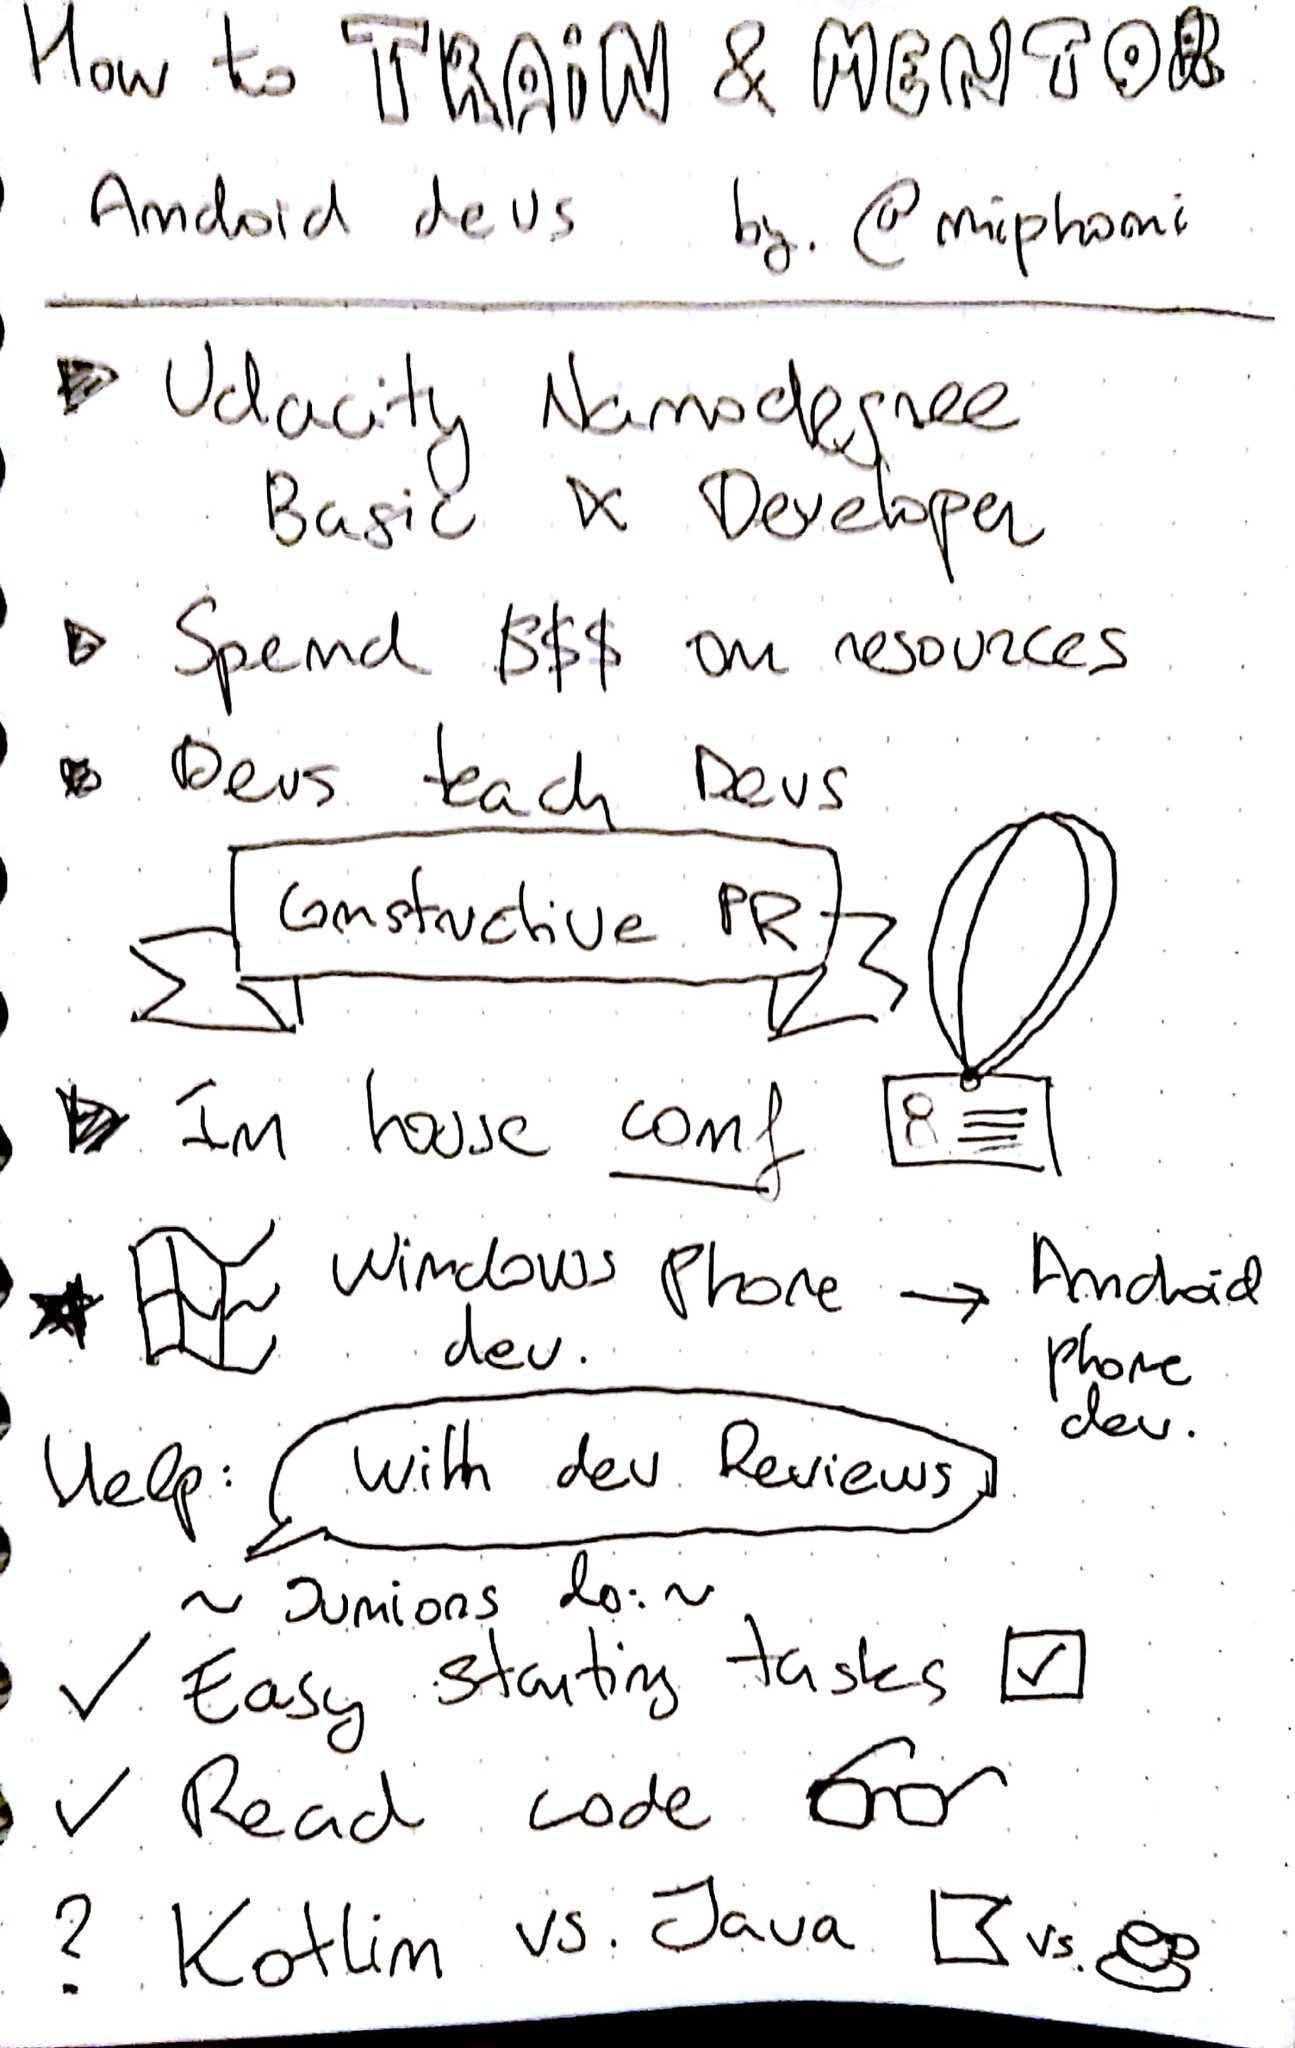 How to TRAIN & MENTOR
Android devs by. @miphami
Udacity Nanodegree
Basic & Developer
Spend $$$ on resources
Devs teach Devs
Constructive PR
In house conf
Windows Phone → Android
dev. phone
dev.
Help: With dev Reviews
~ Juniors do: ~
✓ Easy starting tasks
✓ Read code
? Kotlin vs. Java vs.